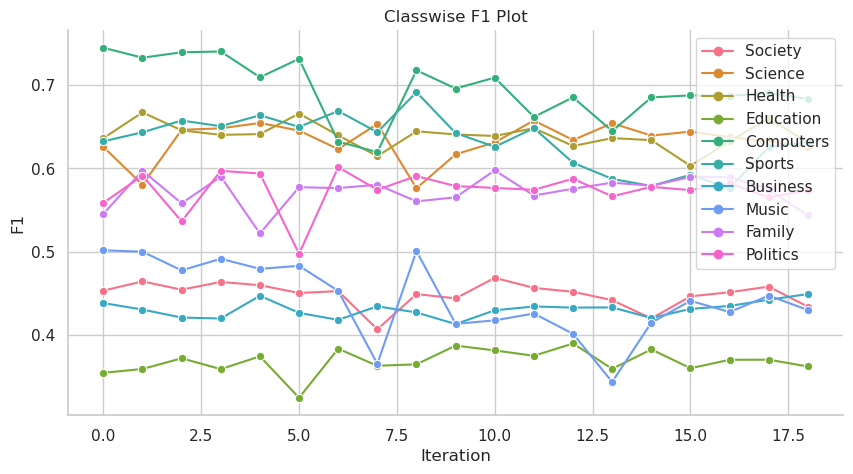 Classwise F1 Plot
F1
0.7
0.6
0.5
0.4
0.0 2.5 5.0 7.5 10.0 12.5 15.0 17.5
Iteration
Society
Science
Health
Education
Computers
Sports
Business
Music
Family
Politics